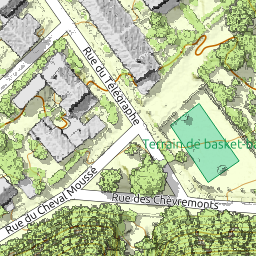 Rue du Télégraphe
Terrain de basket-b
Rue du Cheval Mousse
Rue des Chèvremonts